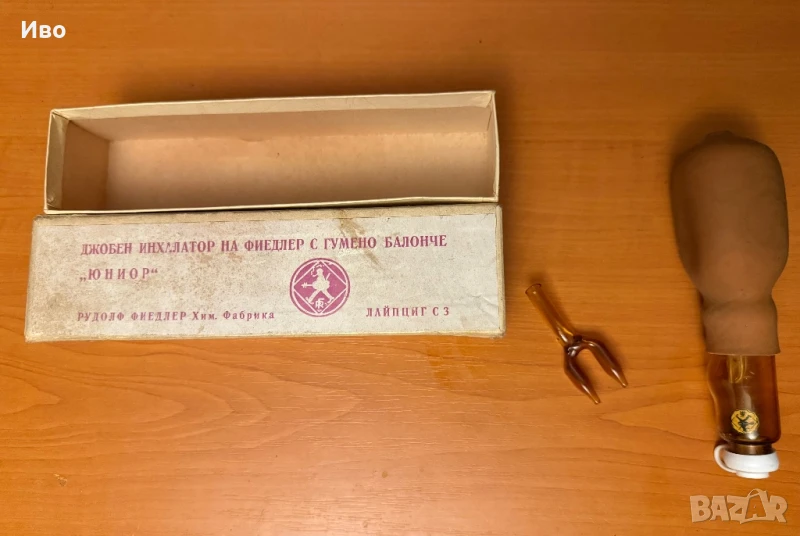 Иво
ДЖОБЕН ИНХАЛАТОР НА ФИЕДЛЕР С ГУМЕНО БАЛОНЧЕ
„ЮНИОР“
РУДОЛФ ФИЕДЛЕР Хим. Фабрика ЛАЙПЦИГ С 3
BAZAR